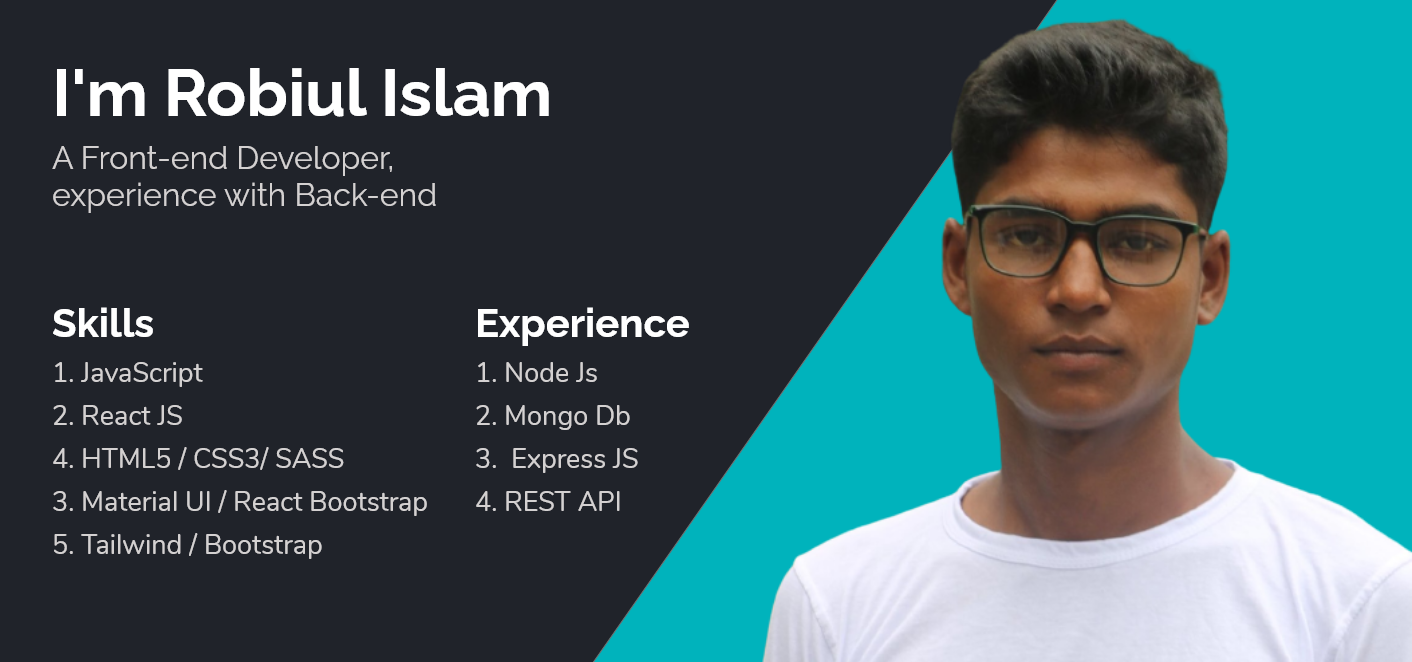 I'm Robiul Islam
A Front-end Developer,
experience with Back-end
Skills
1. JavaScript
2. React JS
4. HTML5 / CSS3/ SASS
3. Material UI / React Bootstrap
5. Tailwind / Bootstrap
Experience
1. Node Js
2. Mongo Db
3.  Express JS
4. REST API